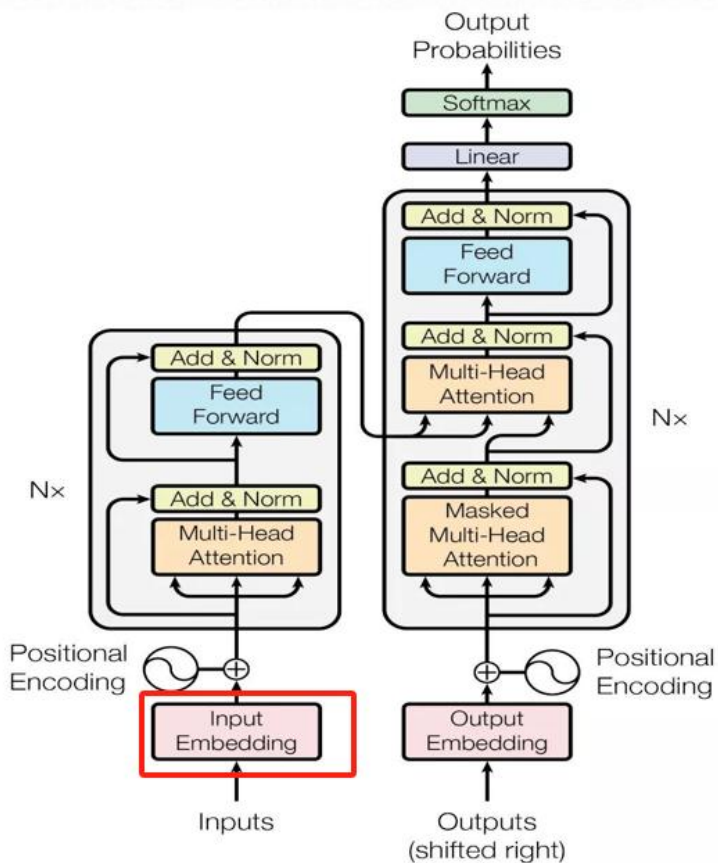 Output
Probabilities
Softmax
Linear
Add & Norm
Feed
Forward
Add & Norm
Multi-Head
Attention
Nx
Add & Norm
Masked
Multi-Head
Attention
Add & Norm
Feed
Forward
Nx
Add & Norm
Multi-Head
Attention
Positional
Encoding
Positional
Encoding
Input
Embedding
Output
Embedding
Inputs
Outputs
(shifted right)